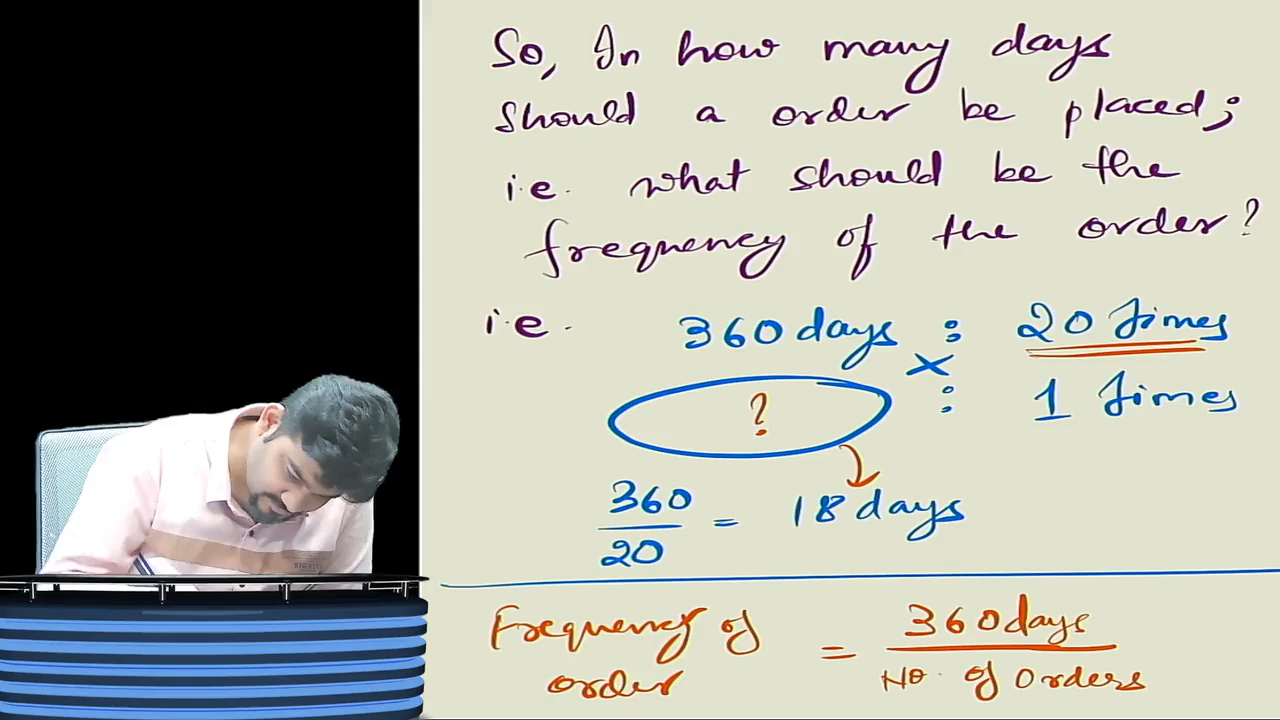 So, In how many days
should a order be placed;
i.e. what should be the
frequency of the order?
i.e. 360 days : 20 times
×
? : 1 times
360
20 = 18 days
Frequency of
order = 360 days
No. of orders